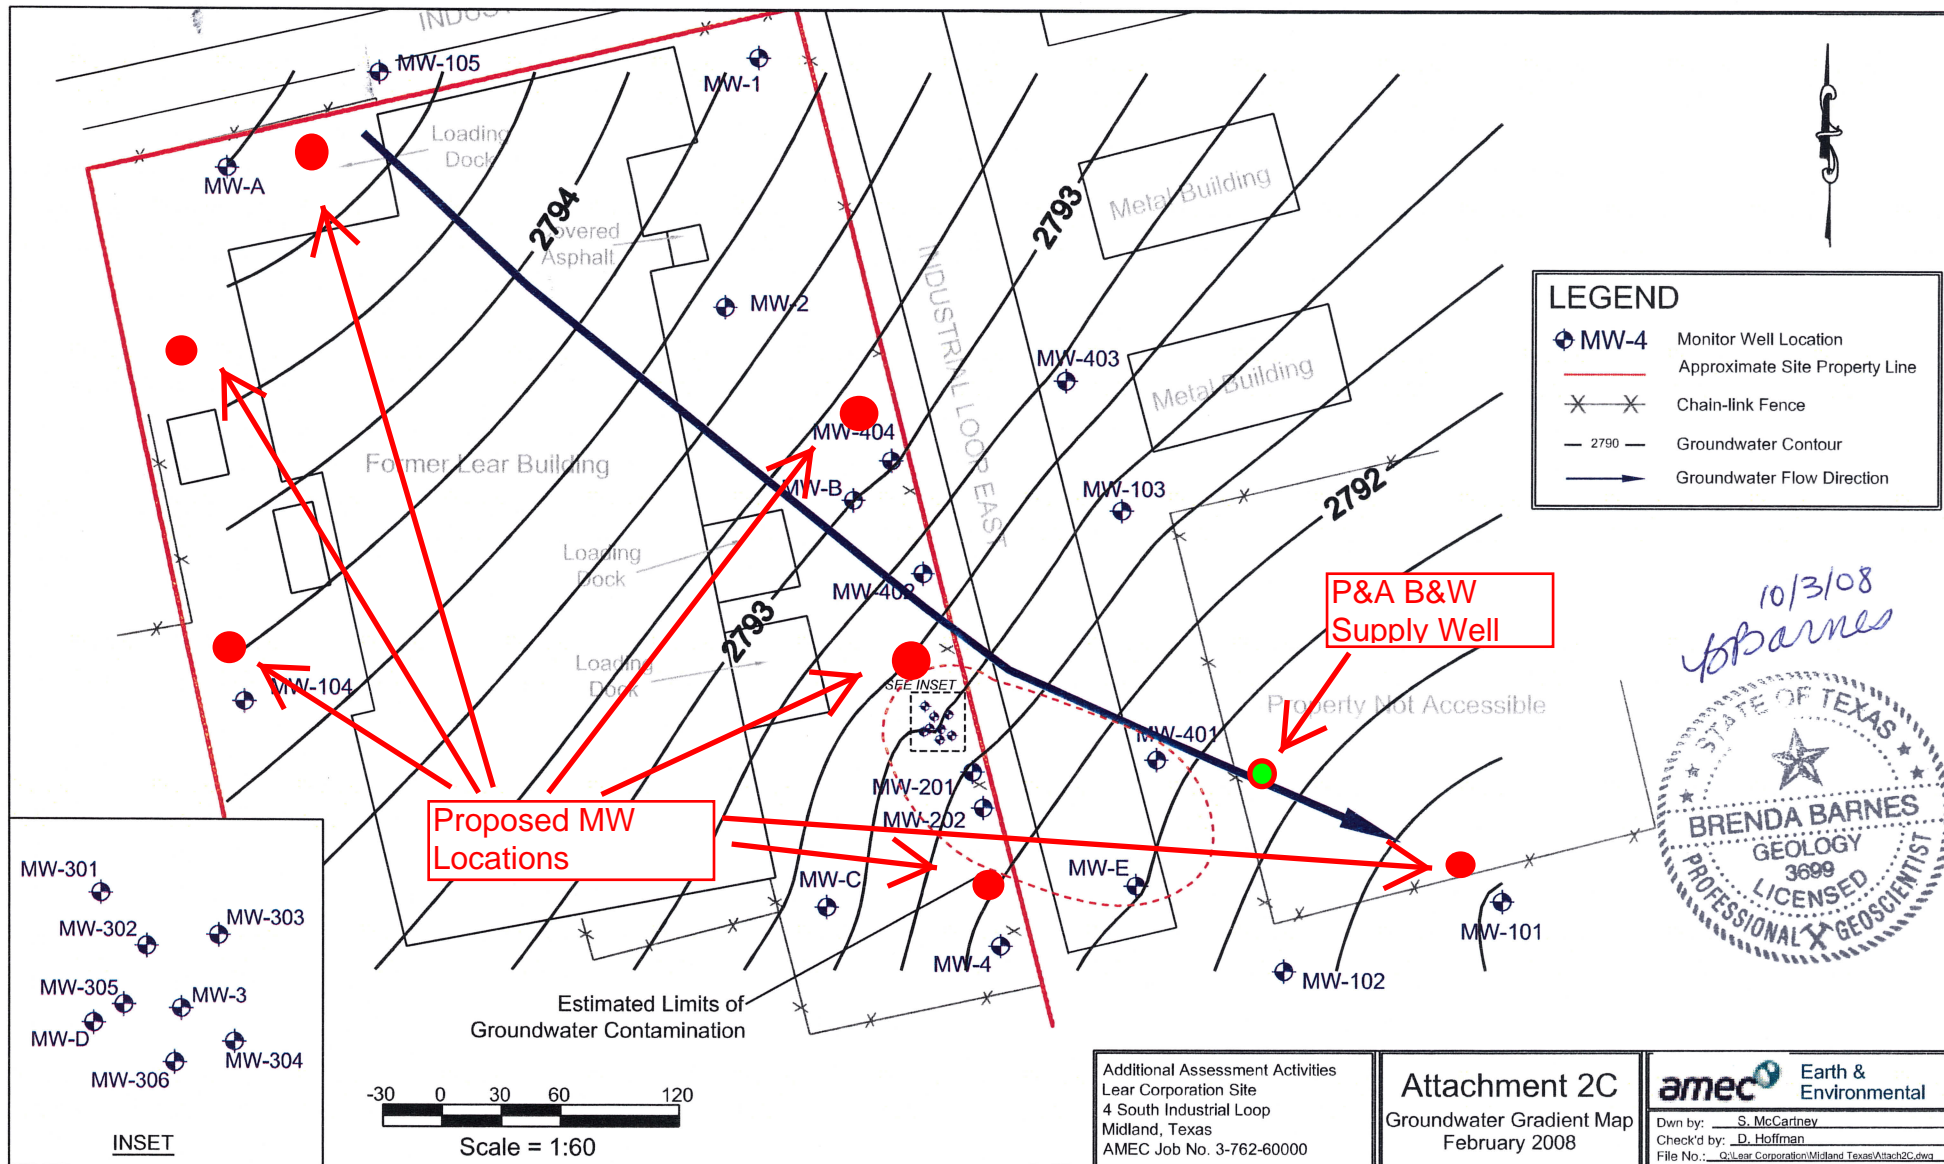 INDUST
MW-105
MW-1
Loading
Dock
MW-A
2794
Covered
Asphalt
2793
Metal Building
MW-2
INDUSTRIAL LOOP EAST
MW-403
Metal Building
MW-404
Former Lear Building
MW-B
MW-103
2792
Loading
Dock
MW-402
2793
Loading
Dock
SEE INSET
MW-104
P&A B&W
Supply Well
Property Not Accessible
MW-401
MW-201
MW-202
Proposed MW
Locations
MW-C
MW-E
MW-4
MW-101
MW-102
Estimated Limits of
Groundwater Contamination
LEGEND
MW-4 Monitor Well Location
Approximate Site Property Line
Chain-link Fence
2790 Groundwater Contour
Groundwater Flow Direction
10/3/08
BBarnes
STATE OF TEXAS
BRENDA BARNES
GEOLOGY
3699
LICENSED
PROFESSIONAL GEOSCIENTIST
MW-301
MW-302
MW-303
MW-305
MW-3
MW-D
MW-304
MW-306
INSET
-30 0 30 60 120
Scale = 1:60
Additional Assessment Activities
Lear Corporation Site
4 South Industrial Loop
Midland, Texas
AMEC Job No. 3-762-60000
Attachment 2C
Groundwater Gradient Map
February 2008
amec
Earth &
Environmental
Dwn by: S. McCartney
Check'd by: D. Hoffman
File No.: Q:\Lear Corporation\Midland Texas\Attach2C.dwg